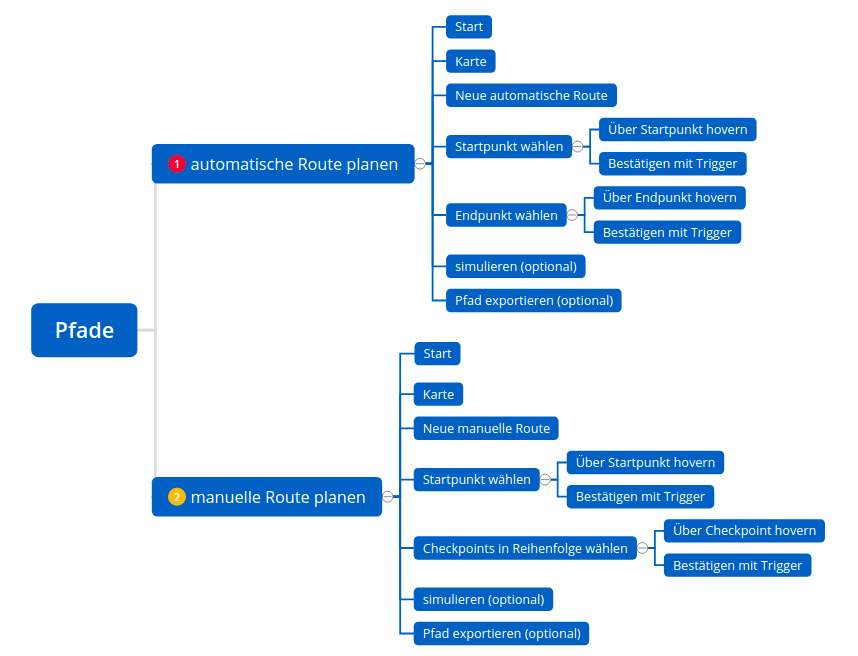 Pfade
1 automatische Route planen
Start
Karte
Neue automatische Route
Startpunkt wählen
Über Startpunkt hovern
Bestätigen mit Trigger
Endpunkt wählen
Über Endpunkt hovern
Bestätigen mit Trigger
simulieren (optional)
Pfad exportieren (optional)
2 manuelle Route planen
Start
Karte
Neue manuelle Route
Startpunkt wählen
Über Startpunkt hovern
Bestätigen mit Trigger
Checkpoints in Reihenfolge wählen
Über Checkpoint hovern
Bestätigen mit Trigger
simulieren (optional)
Pfad exportieren (optional)